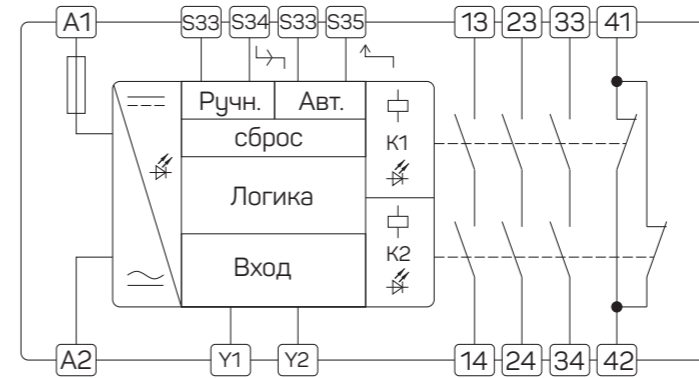 A1 S33 S34 S33 S35 13 23 33 41
Ручн. Авт.
сброс
K1
Логика
K2
Вход
A2 Y1 Y2 14 24 34 42